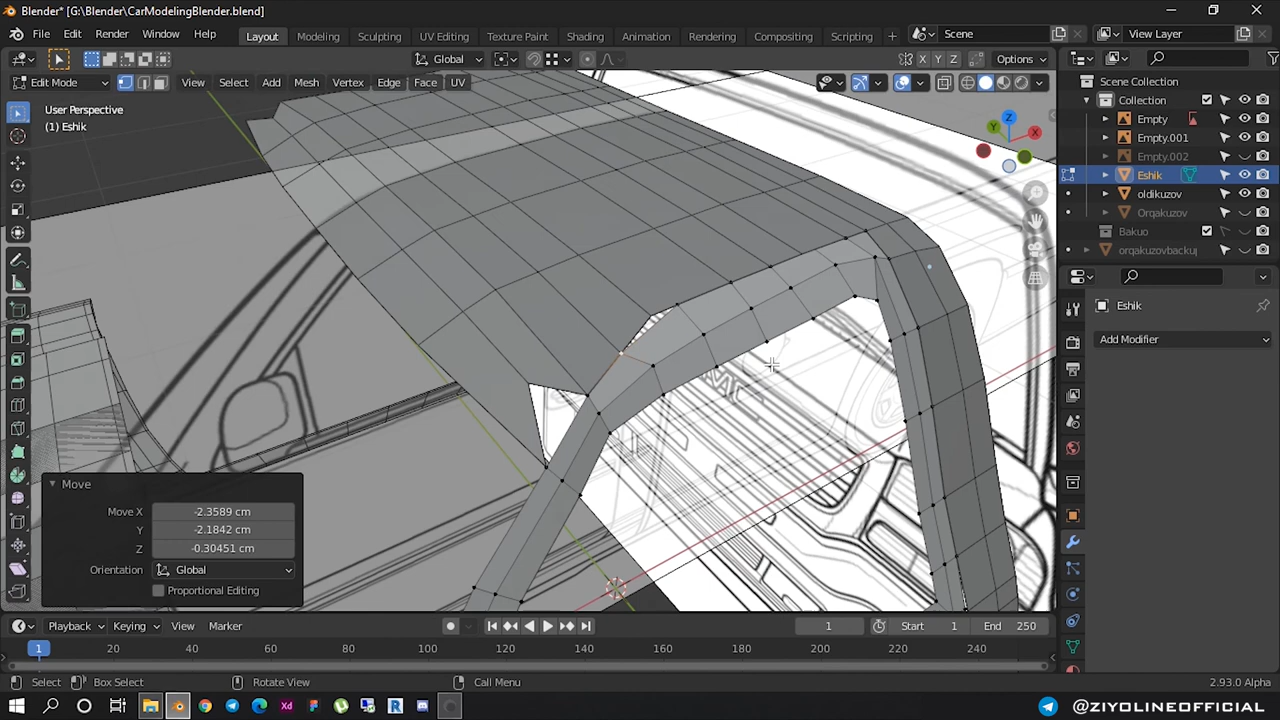 Blender* [G:\Blender\CarModelingBlender.blend]
File Edit Render Window Help Layout Modeling Sculpting UV Editing Texture Paint Shading Animation Rendering Compositing Scripting + Scene View Layer
Global X Y Z Options
Edit Mode View Select Add Mesh Vertex Edge Face UV
User Perspective
(1) Eshik
Z
Y
X
Scene Collection
Collection
Empty
Empty.001
Empty.002
Eshik
oldikuzov
Orqakuzov
Bakuo
orqakuzovbackup
Eshik
Add Modifier
Move
Move X -2.3589 cm
Y -2.1842 cm
Z -0.30451 cm
Orientation Global
Proportional Editing
Playback Keying View Marker 1 Start 1 End 250
1 20 40 60 80 100 120 140 160 180 200 220 240
Select Box Select Rotate View Call Menu 2.93.0 Alpha
@ZIYOLINEOFFICIAL